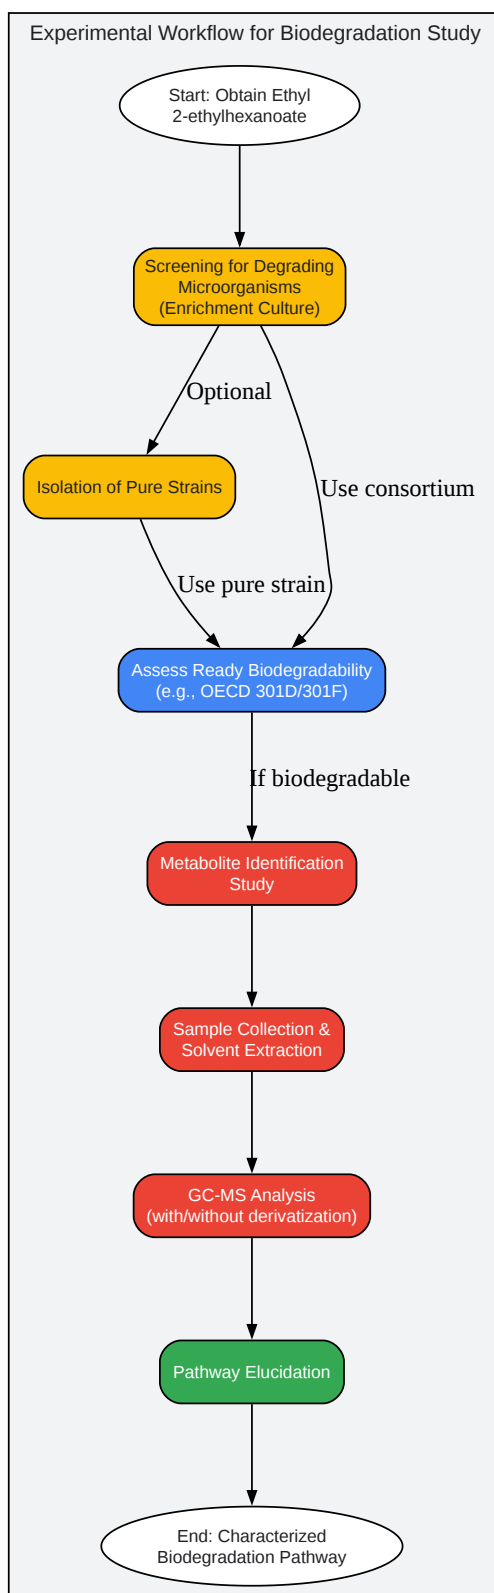 Experimental Workflow for Biodegradation Study
Start: Obtain Ethyl
2-ethylhexanoate
Screening for Degrading
Microorganisms
(Enrichment Culture)
Optional
Isolation of Pure Strains
Use consortium
Use pure strain
Assess Ready Biodegradability
(e.g., OECD 301D/301F)
If biodegradable
Metabolite Identification
Study
Sample Collection &
Solvent Extraction
GC-MS Analysis
(with/without derivatization)
Pathway Elucidation
End: Characterized
Biodegradation Pathway